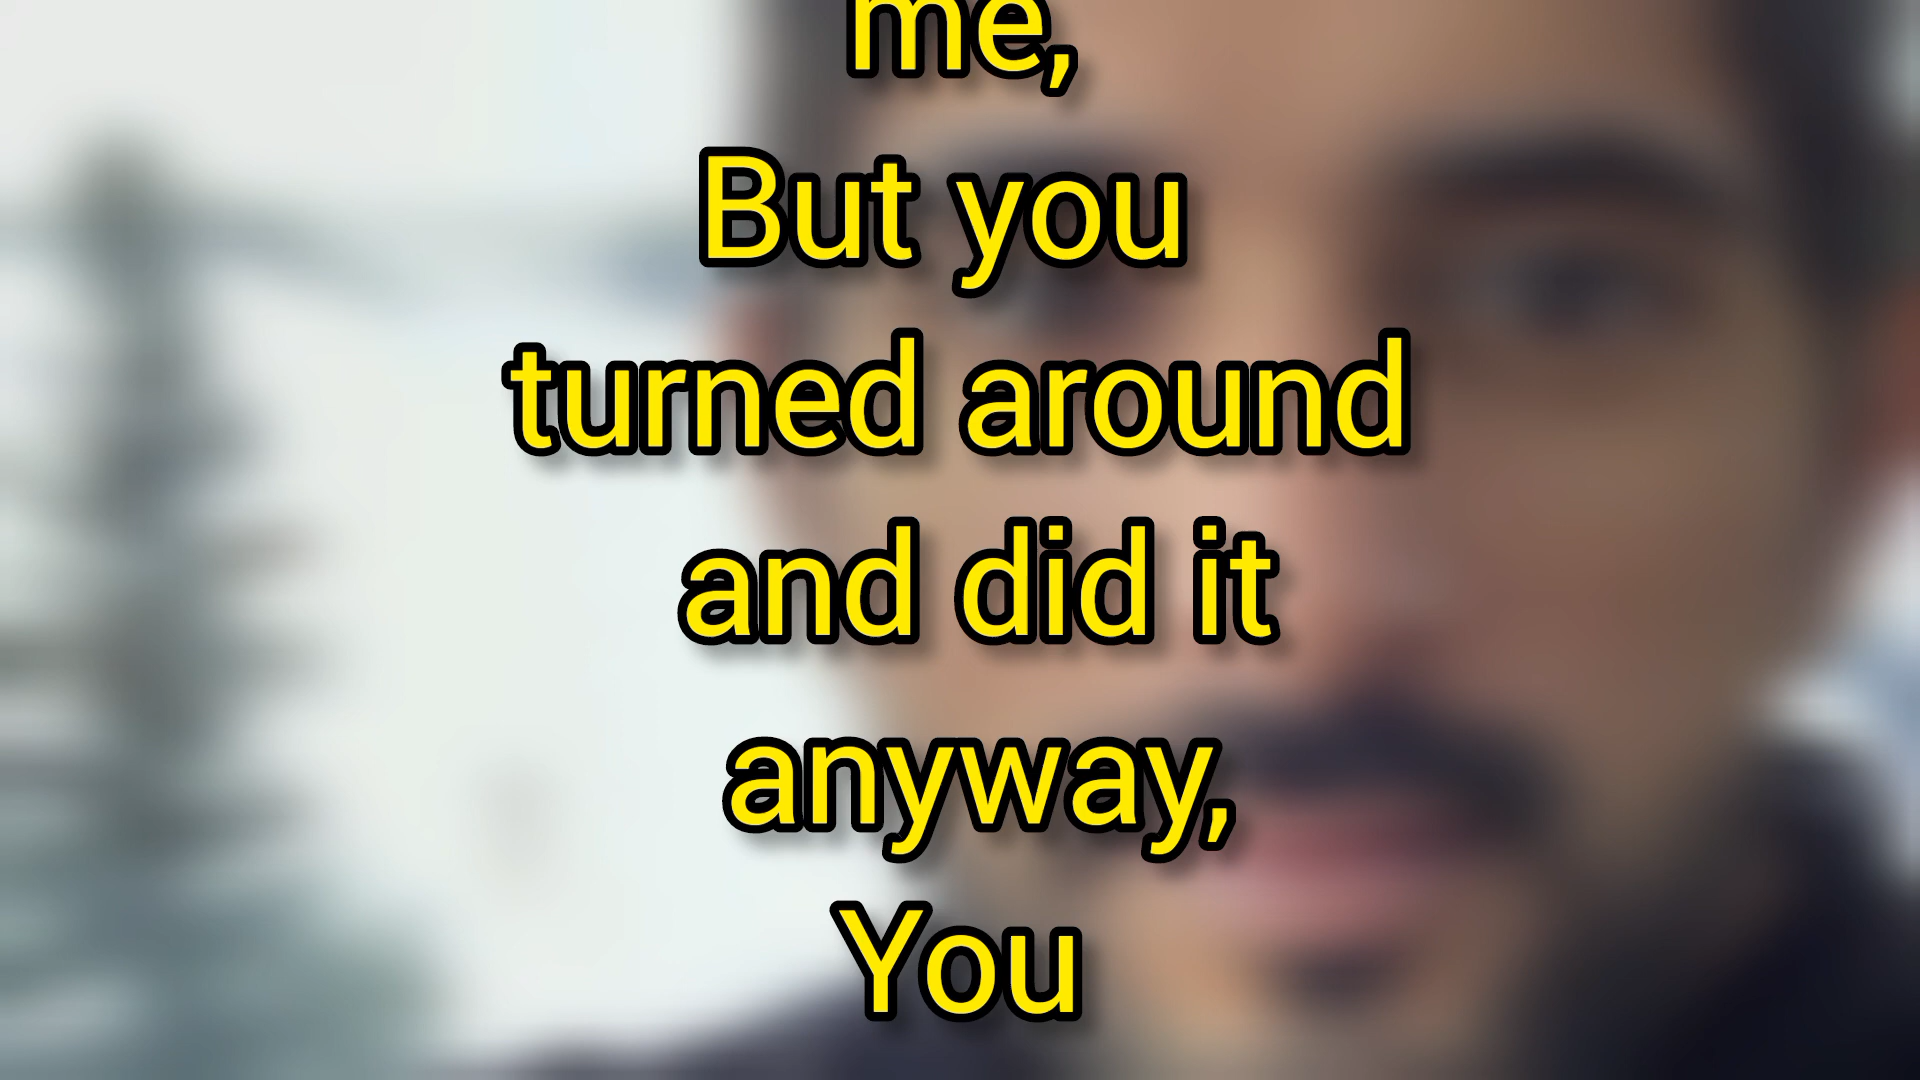 me,
But you
turned around
and did it
anyway,
You